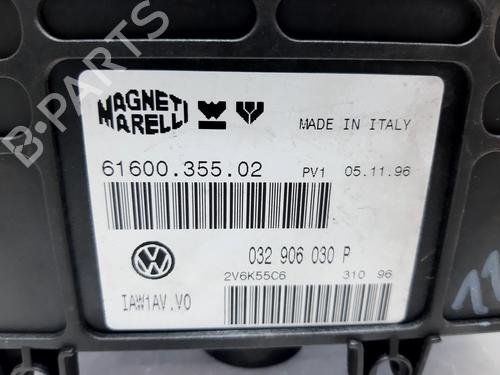 B-PARTS
MAGNETI
MARELLI
MADE IN ITALY
61600.355.02
PV1 05.11.96
032 906 030 P
2V6K55C6 310 96
IAW1AV.V0
11